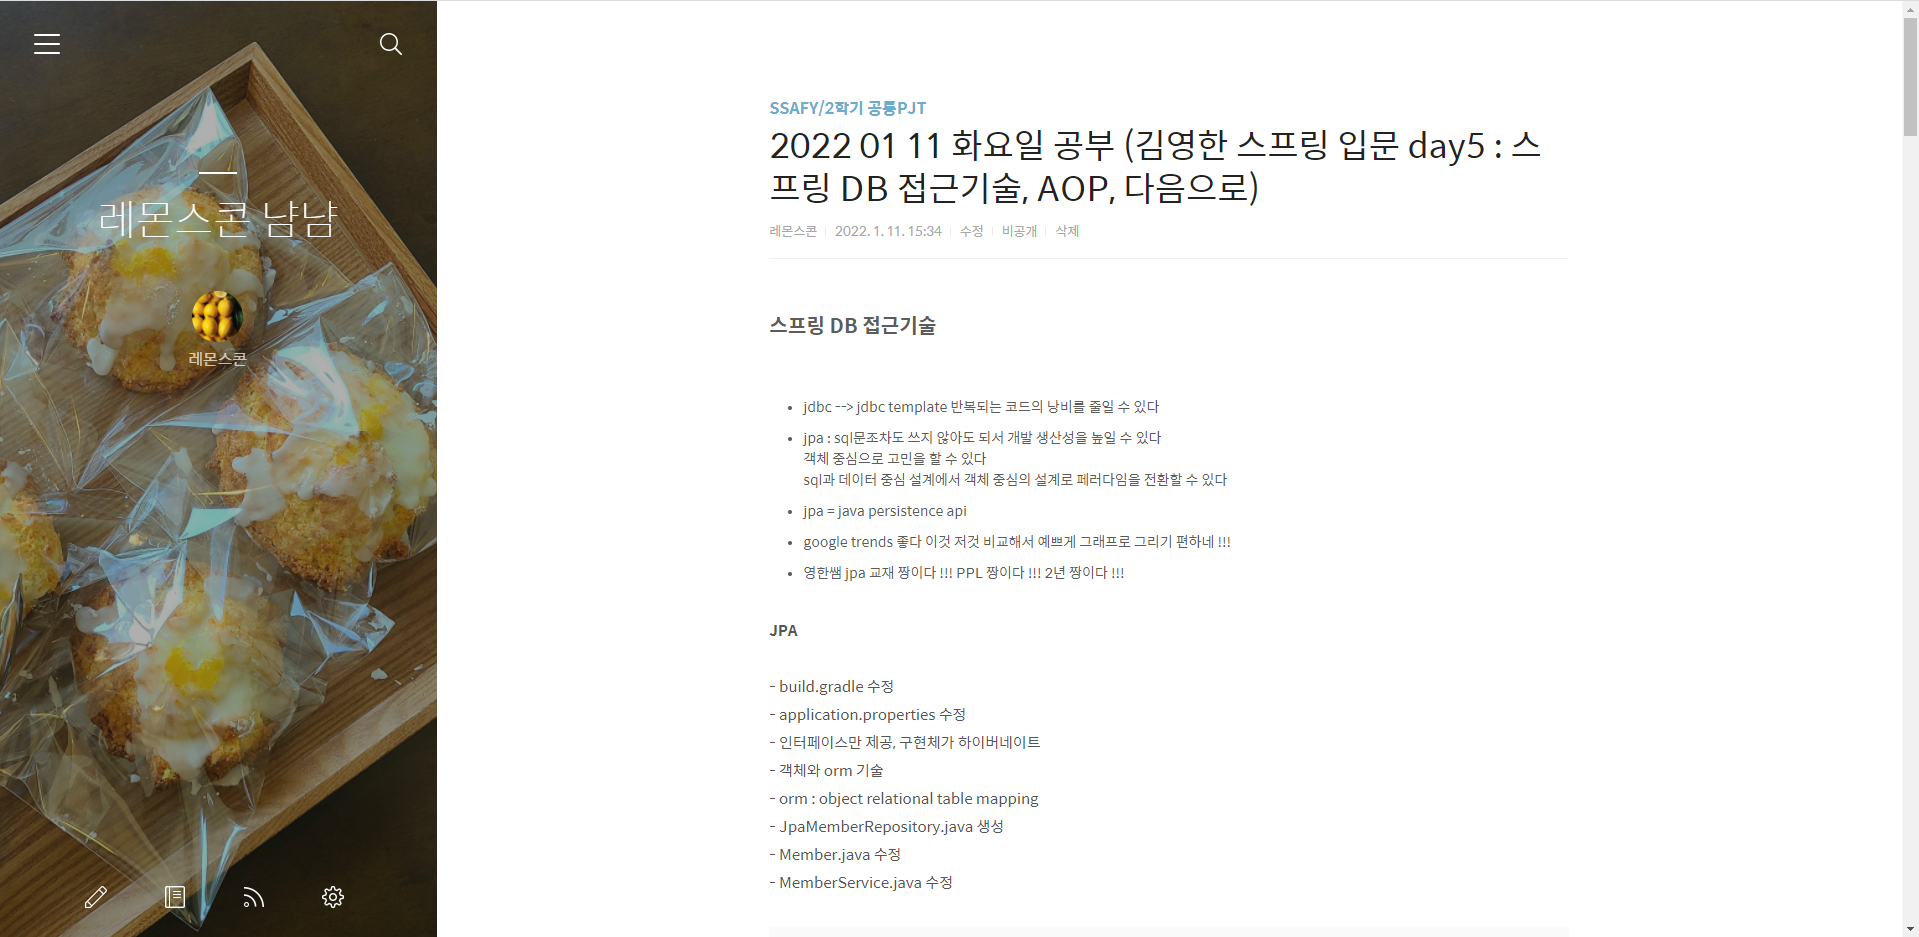 레몬스콘 냠냠
레몬스콘
SSAFY/2학기 공통PJT
2022 01 11 화요일 공부 (김영한 스프링 입문 day5 : 스
프링 DB 접근기술, AOP, 다음으로)
레몬스콘 2022. 1. 11. 15:34 수정 비공개 삭제
스프링 DB 접근기술
• jdbc --> jdbc template 반복되는 코드의 낭비를 줄일 수 있다
• jpa : sql문조차도 쓰지 않아도 되서 개발 생산성을 높일 수 있다
객체 중심으로 고민을 할 수 있다
sql과 데이터 중심 설계에서 객체 중심의 설계로 페러다임을 전환할 수 있다
• jpa = java persistence api
• google trends 좋다 이것 저것 비교해서 예쁘게 그래프로 그리기 편하네 !!!
• 영한쌤 jpa 교재 짱이다 !!! PPL 짱이다 !!! 2년 짱이다 !!!
JPA
- build.gradle 수정
- application.properties 수정
- 인터페이스만 제공, 구현체가 하이버네이트
- 객체와 orm 기술
- orm : object relational table mapping
- JpaMemberRepository.java 생성
- Member.java 수정
- MemberService.java 수정